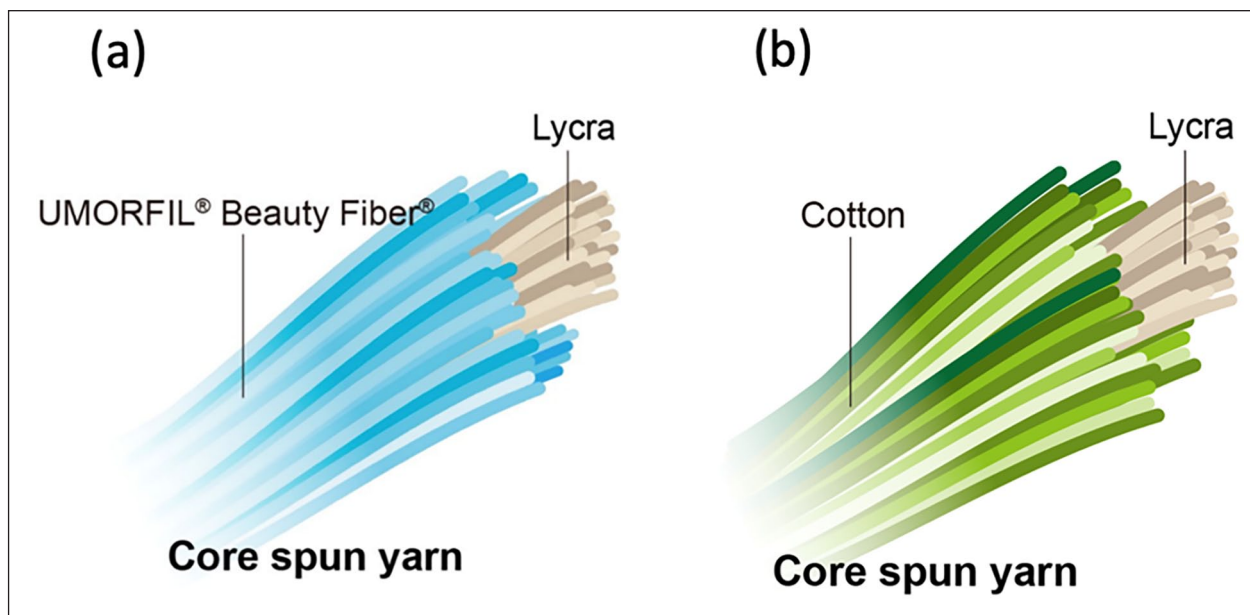 (a)
Lycra
UMORFIL® Beauty Fiber®
Core spun yarn
(b)
Lycra
Cotton
Core spun yarn